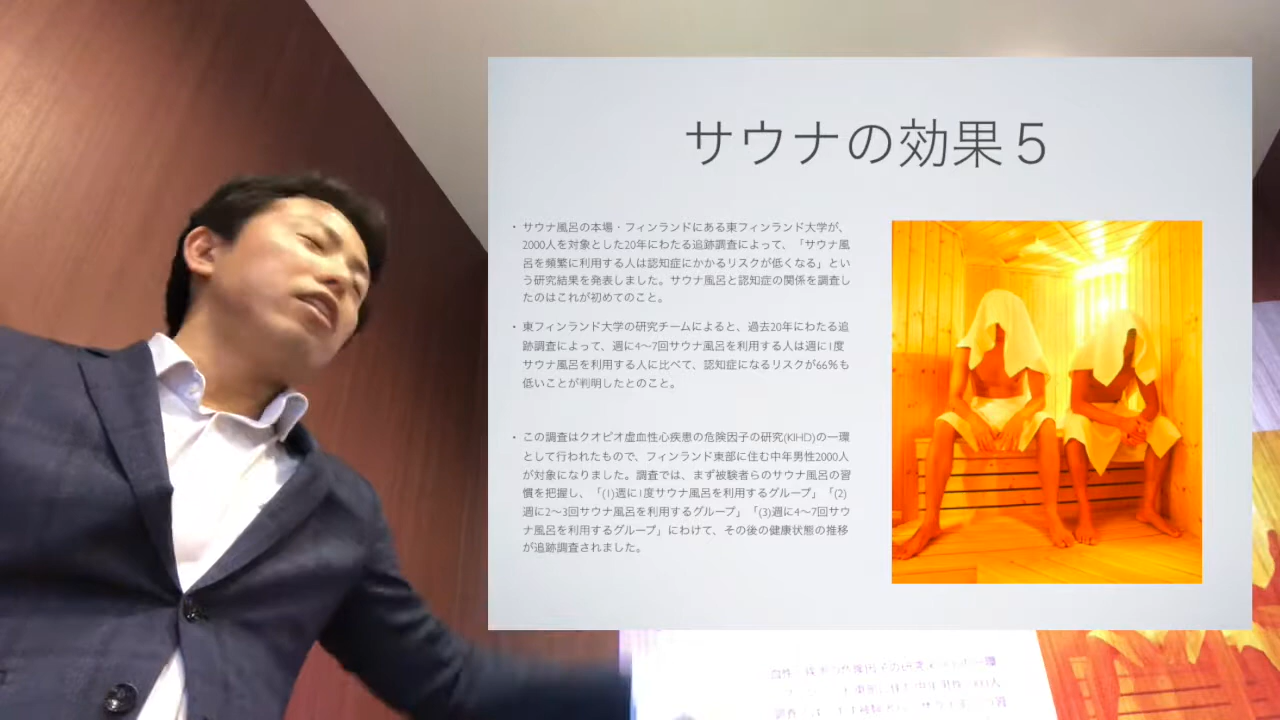 サウナの効果５
・サウナ風呂の本場・フィンランドにある東フィンランド大学が、
2000人を対象とした20年にわたる追跡調査によって、「サウナ風
呂を頻繁に利用する人は認知症にかかるリスクが低くなる」とい
う研究結果を発表しました。サウナ風呂と認知症の関係を調査し
たのはこれが初めてのこと。
・東フィンランド大学の研究チームによると、過去20年にわたる追
跡調査によって、週に4〜7回サウナ風呂を利用する人は週に1度
サウナ風呂を利用する人に比べて、認知症になるリスクが66%も
低いことが判明したとのこと。
・この調査はクオピオ虚血性心疾患の危険因子の研究(KIHD)の一環
として行われたもので、フィンランド東部に住む中年男性2000人
が対象になりました。調査では、まず被験者らのサウナ風呂の習
慣を把握し、「(1)週に1度サウナ風呂を利用するグループ」「(2)
週に2〜3回サウナ風呂を利用するグループ」「(3)週に4〜7回サウ
ナ風呂を利用するグループ」にわけて、その後の健康状態の推移
が追跡調査されました。